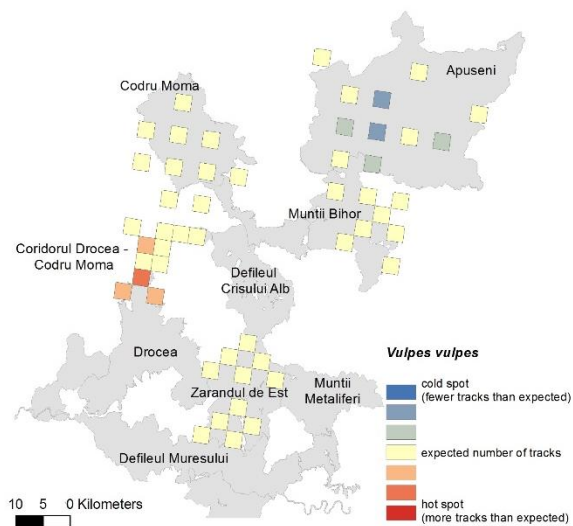 Codru Moma
Apuseni
Muntii Bihor
Coridorul Drocea -
Codru Moma
Defileul
Crisului Alb
Drocea
Zarandul de Est
Muntii
Metaliferi
Defileul Muresului
Vulpes vulpes
cold spot
(fewer tracks than expected)
expected number of tracks
hot spot
(more tracks than expected)
10 5 0 Kilometers